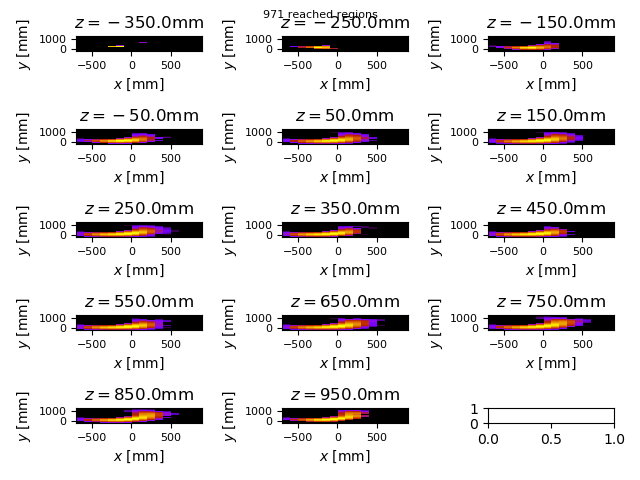 971 reached regions
z = −350.0mm
z = −250.0mm
z = −150.0mm
y [mm]
1000
0
−500
0
500
x [mm]
y [mm]
1000
0
−500
0
500
x [mm]
y [mm]
1000
0
−500
0
500
x [mm]
z = −50.0mm
z = 50.0mm
z = 150.0mm
y [mm]
1000
0
−500
0
500
x [mm]
y [mm]
1000
0
−500
0
500
x [mm]
y [mm]
1000
0
−500
0
500
x [mm]
z = 250.0mm
z = 350.0mm
z = 450.0mm
y [mm]
1000
0
−500
0
500
x [mm]
y [mm]
1000
0
−500
0
500
x [mm]
y [mm]
1000
0
−500
0
500
x [mm]
z = 550.0mm
z = 650.0mm
z = 750.0mm
y [mm]
1000
0
−500
0
500
x [mm]
y [mm]
1000
0
−500
0
500
x [mm]
y [mm]
1000
0
−500
0
500
x [mm]
z = 850.0mm
z = 950.0mm
y [mm]
1000
0
−500
0
500
x [mm]
y [mm]
1000
0
−500
0
500
x [mm]
1
0
0.0
0.5
1.0